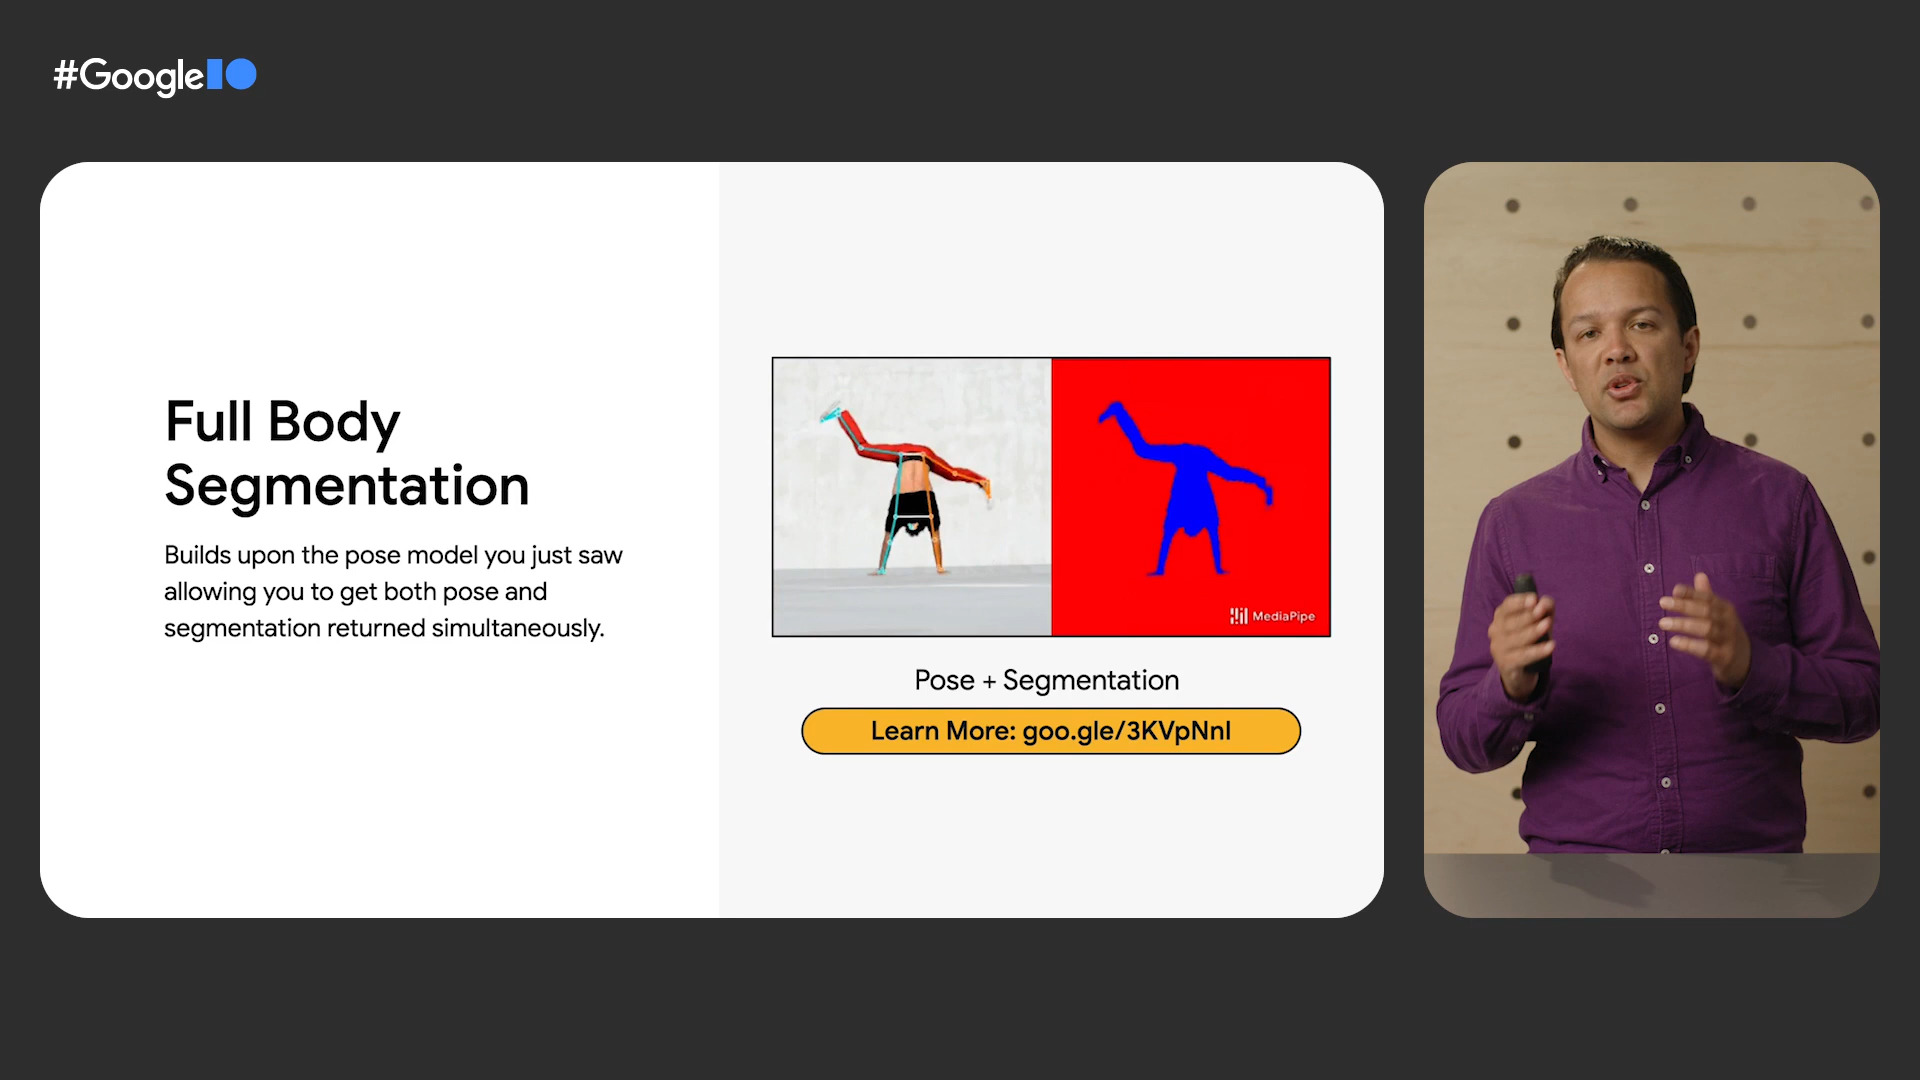 #GoogleIO
Full Body
Segmentation
Builds upon the pose model you just saw
allowing you to get both pose and
segmentation returned simultaneously.
MediaPipe
Pose + Segmentation
Learn More: goo.gle/3KVpNnI